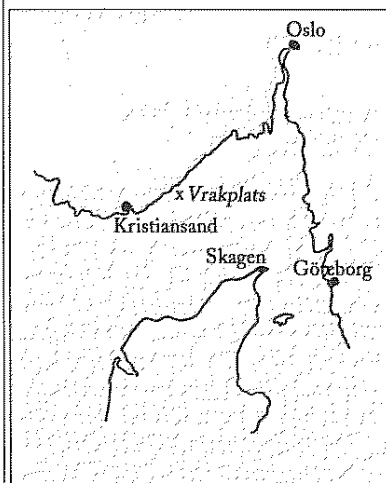 Oslo
x Vrakplats
Kristiansand
Skagen
Göteborg